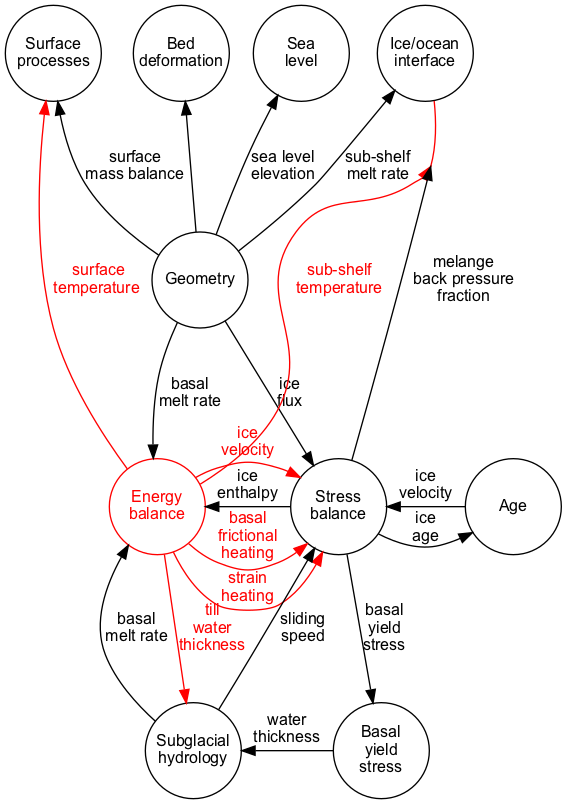 Surface
processes
Bed
deformation
Sea
level
Ice/ocean
interface
surface
mass balance
sea level
elevation
sub-shelf
melt rate
Geometry
surface
temperature
sub-shelf
temperature
melange
back pressure
fraction
basal
melt rate
ice
flux
ice
velocity
Energy
balance
ice
enthalpy
Stress
balance
ice
velocity
Age
ice
age
basal
frictional
heating
strain
heating
basal
melt rate
till
water
thickness
sliding
speed
basal
yield
stress
Subglacial
hydrology
water
thickness
Basal
yield
stress